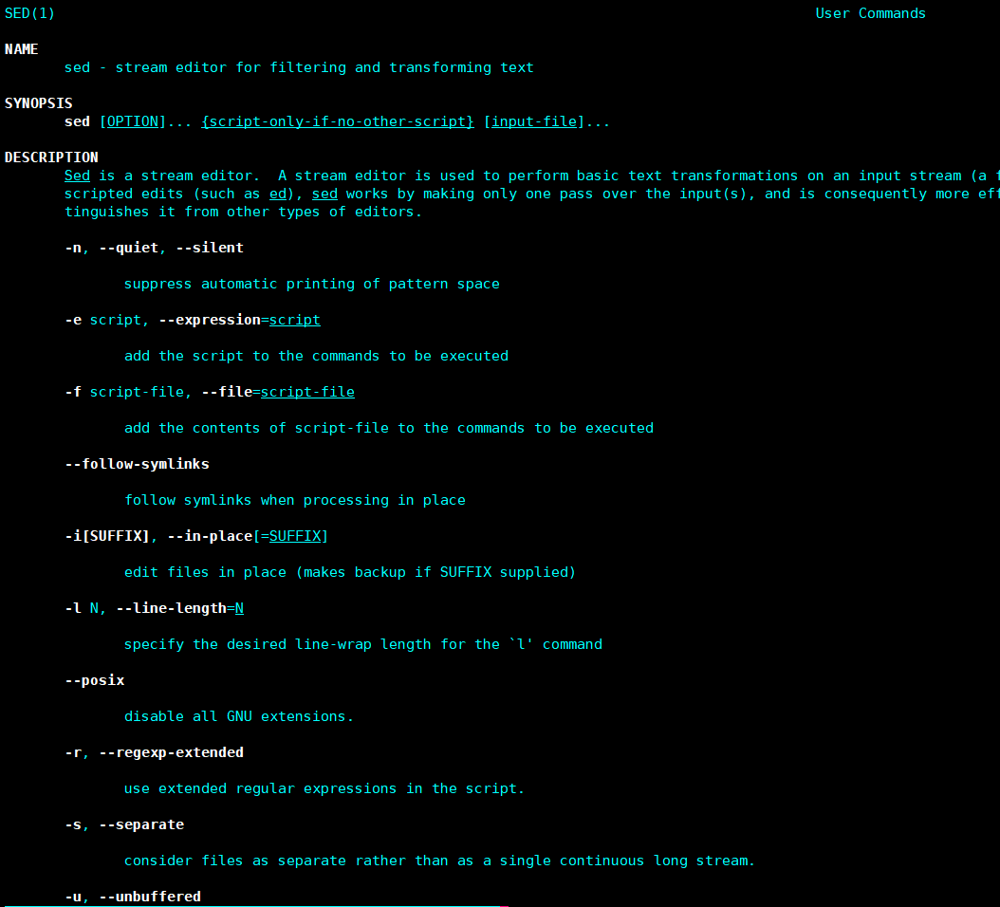 SED(1) User Commands
NAME
sed - stream editor for filtering and transforming text
SYNOPSIS
sed [OPTION]... {script-only-if-no-other-script} [input-file]...
DESCRIPTION
Sed is a stream editor. A stream editor is used to perform basic text transformations on an input stream (a
scripted edits (such as ed), sed works by making only one pass over the input(s), and is consequently more
tinguishes it from other types of editors.
-n, --quiet, --silent
suppress automatic printing of pattern space
-e script, --expression=script
add the script to the commands to be executed
-f script-file, --file=script-file
add the contents of script-file to the commands to be executed
--follow-symlinks
follow symlinks when processing in place
-i[SUFFIX], --in-place[=SUFFIX]
edit files in place (makes backup if SUFFIX supplied)
-l N, --line-length=N
specify the desired line-wrap length for the `l' command
--posix
disable all GNU extensions.
-r, --regexp-extended
use extended regular expressions in the script.
-s, --separate
consider files as separate rather than as a single continuous long stream.
-u, --unbuffered